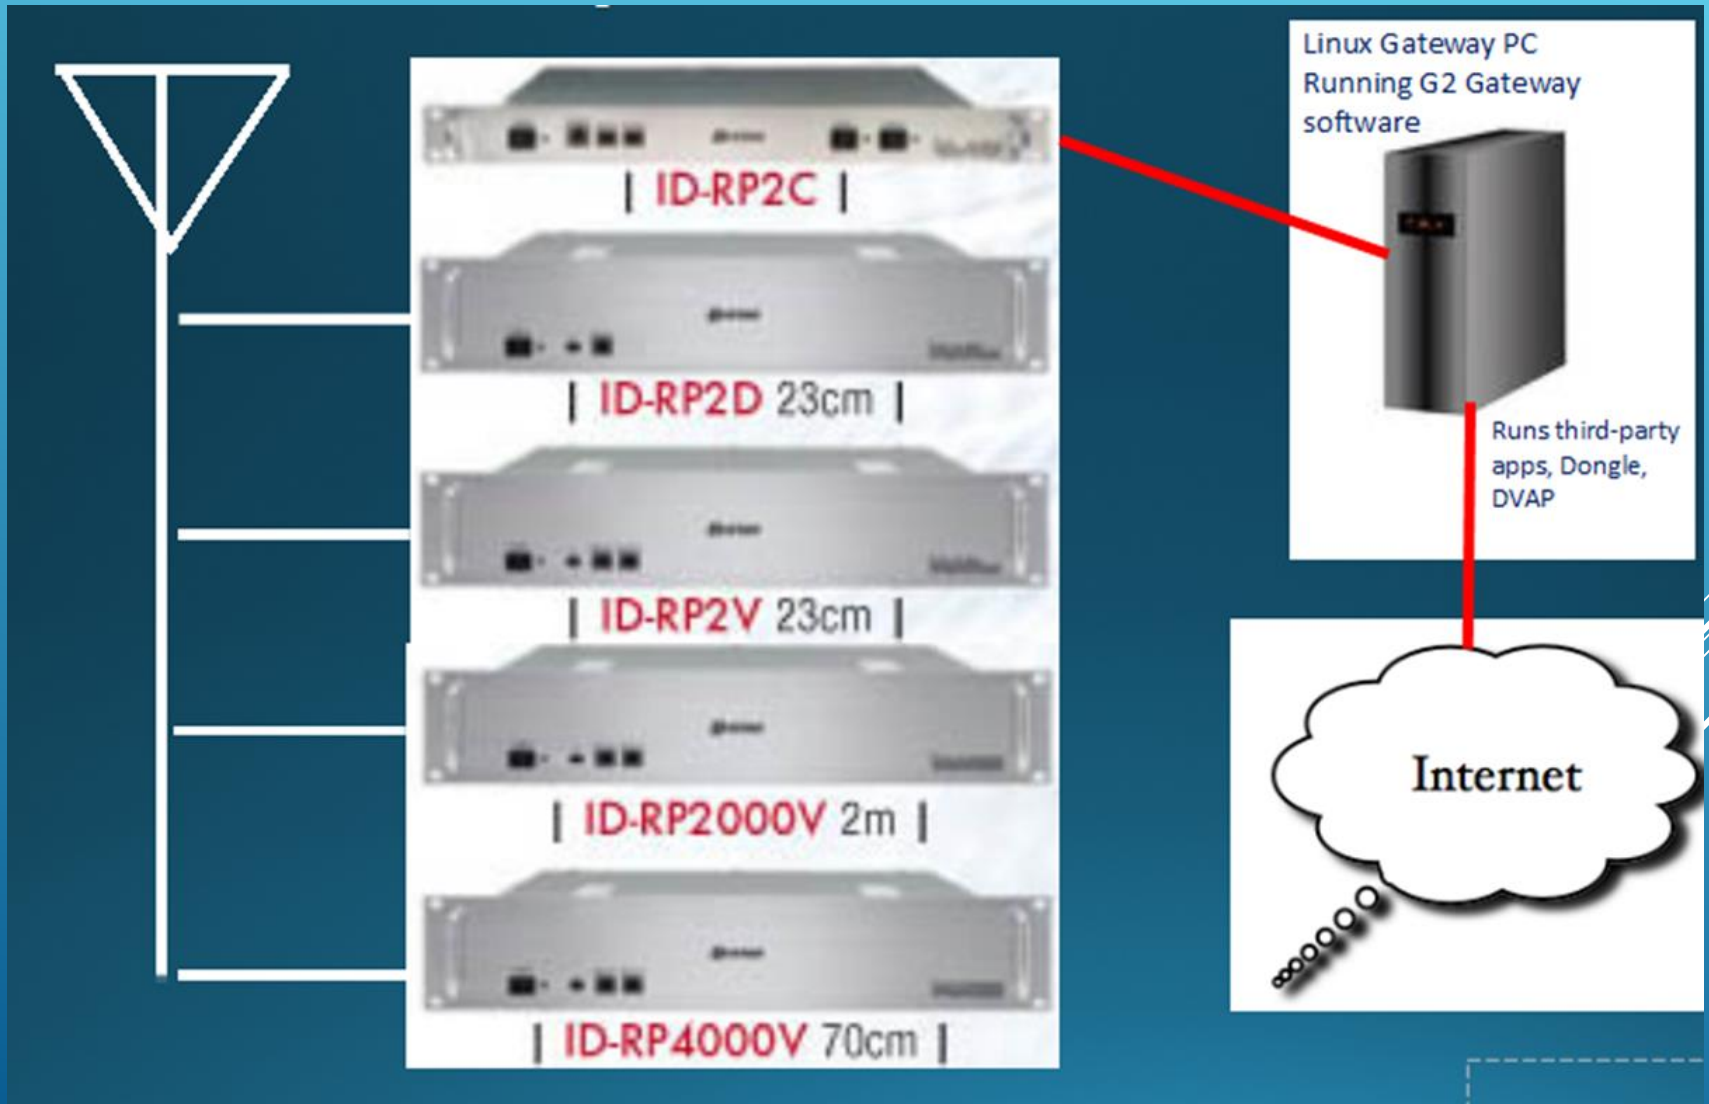 Linux Gateway PC
Running G2 Gateway
software
| ID-RP2C |
| ID-RP2D 23cm |
Runs third-party
apps, Dongle,
DVAP
| ID-RP2V 23cm |
Internet
| ID-RP2000V 2m |
| ID-RP4000V 70cm |